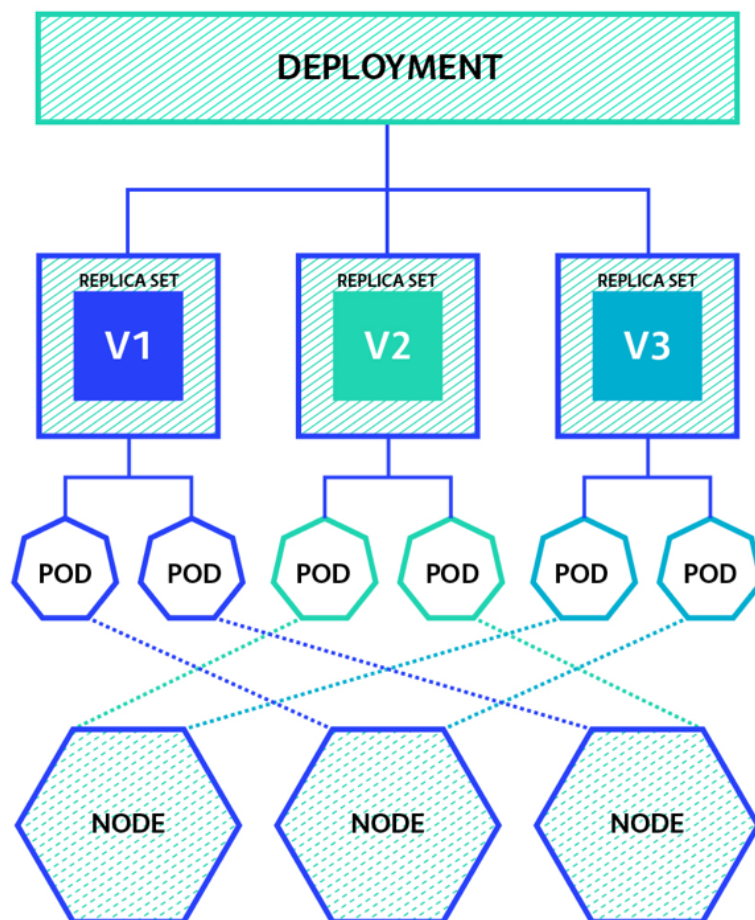 DEPLOYMENT
REPLICA SET
V1
REPLICA SET
V2
REPLICA SET
V3
POD
POD
POD
POD
POD
POD
NODE
NODE
NODE